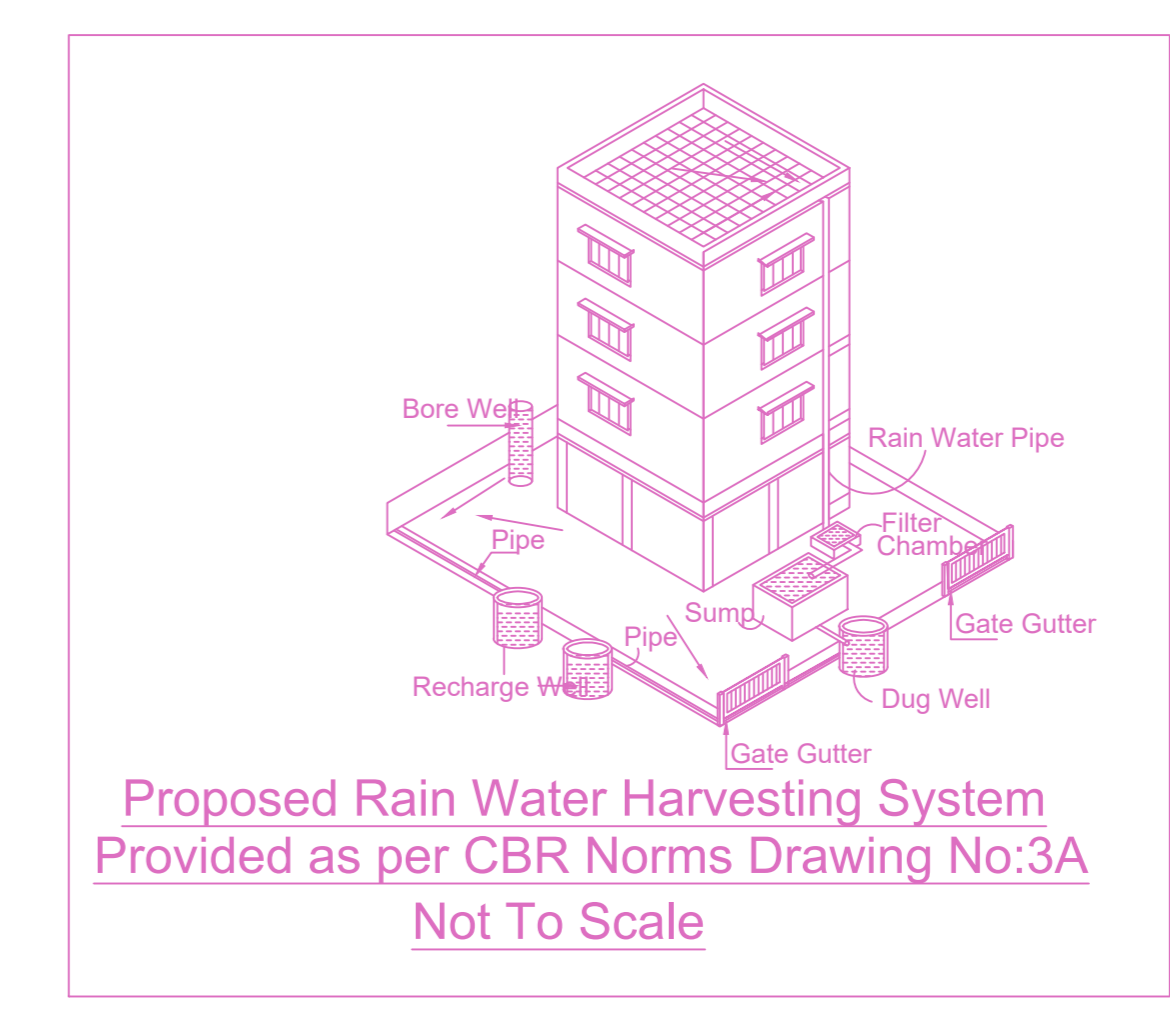 Bore Well
Rain Water Pipe
Filter
Chamber
Pipe
Sump
Gate Gutter
Pipe
Recharge Well
Dug Well
Gate Gutter
Proposed Rain Water Harvesting System
Provided as per CBR Norms Drawing No:3A
Not To Scale